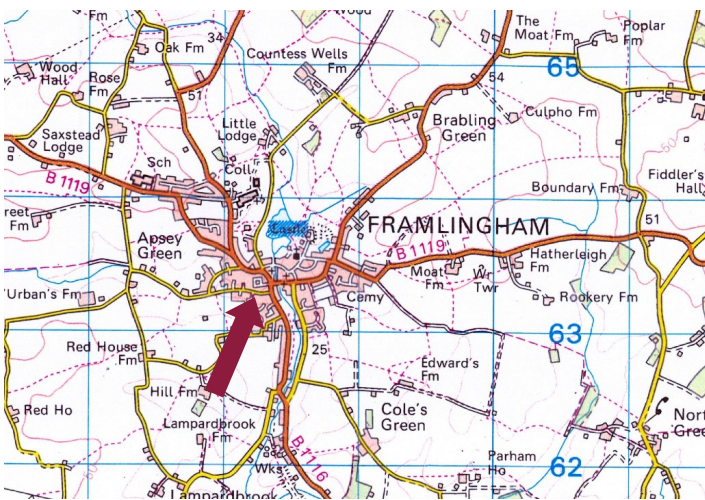 Fm
34
Oak Fm
Wood
Countess Wells
Fm
The
Moat Fm
Poplar
Fm
65
Wood
Hall
Rose
Fm
51
54
Culpho Fm
Little
Lodge
Brabling
Green
Saxstead
Lodge
Sch
Coll
B 1119
Boundary Fm
Fiddler's
Hall
reet
Fm
Castle
FRAMLINGHAM
51
Apsey
Green
B 1119
Hatherleigh
Fm
Moat
Fm
Wr
Twr
'Urban's Fm
Cemy
Rookery Fm
63
Red House
Fm
25
Edward's
Fm
Hill Fm
Red Ho
Cole's
Green
Lampardbrook
Fm
Nort
Gree
B 1116
Wks
Parham
Ho
62
Lampardbrook